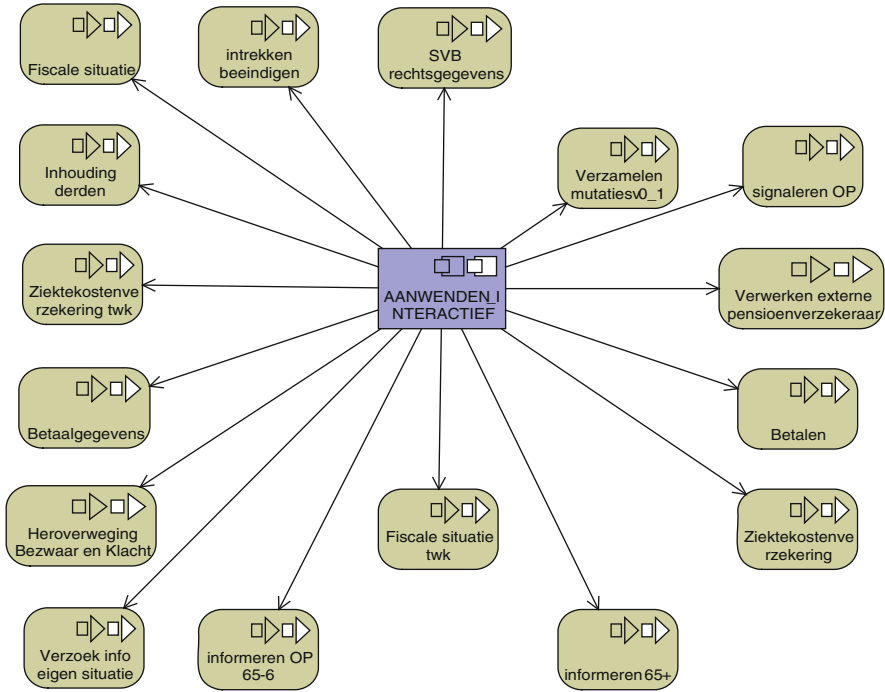 Fiscale situatie
intrekken
beeindigen
SVB
rechtsgegevens
Inhouding
derden
Verzamelen
mutatiesv0_1
signaleren OP
Ziektekostenve
rzekering twk
AANWENDEN_I
NTERACTIEF
Verwerken externe
pensioenverzekeraar
Betaalgegevens
Betalen
Heroverweging
Bezwaar en Klacht
Fiscale situatie
twk
Ziektekostenve
rzekering
Verzoek info
eigen situatie
informeren OP
65-6
informeren 65+